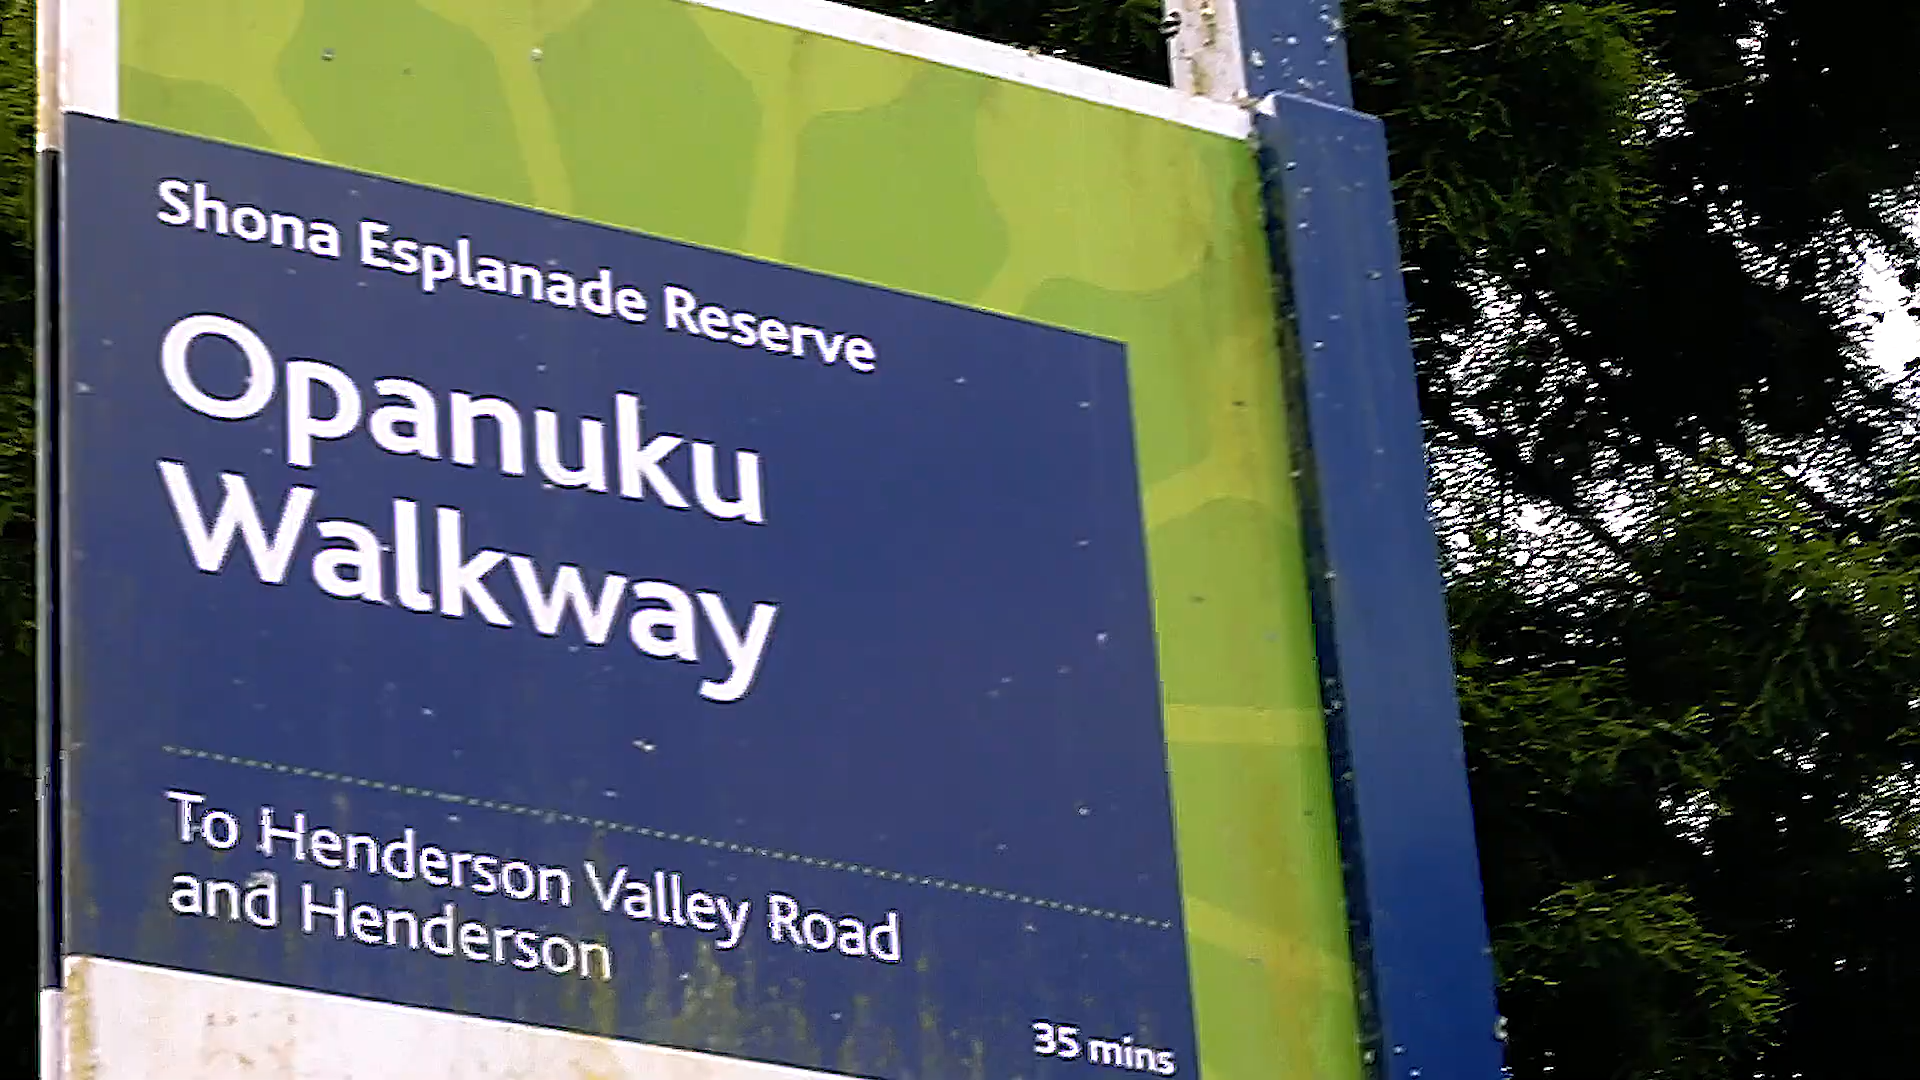 Shona Esplanade Reserve
Opanuku
Walkway
To Henderson Valley Road
and Henderson
35 mins